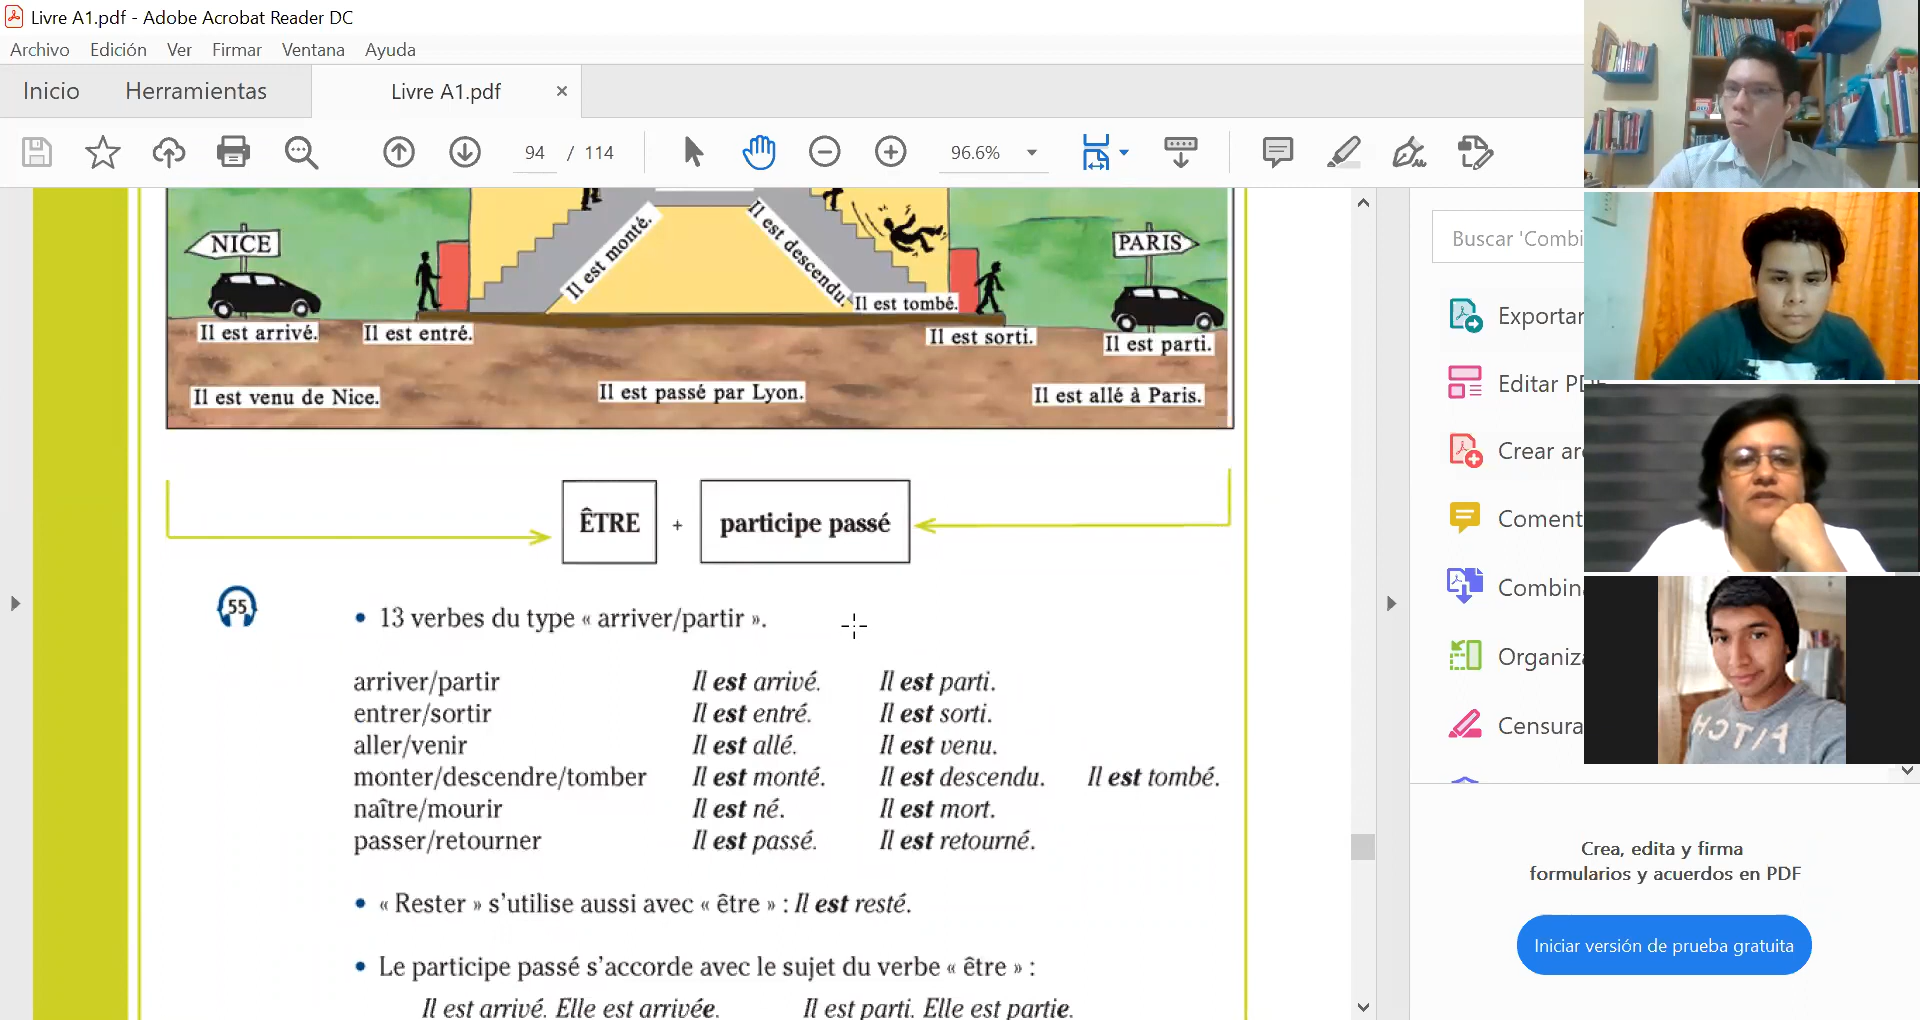 Livre A1.pdf - Adobe Acrobat Reader DC
Archivo Edición Ver Firmar Ventana Ayuda
Inicio Herramientas Livre A1.pdf ×
94 / 114 96.6%
NICE
PARIS
Il est monté.
Il est descendu.
Il est tombé.
Il est arrivé. Il est entré. Il est sorti. Il est parti.
Il est venu de Nice. Il est passé par Lyon. Il est allé à Paris.
ÊTRE + participe passé
55
• 13 verbes du type « arriver/partir ».
arriver/partir Il est arrivé. Il est parti.
entrer/sortir Il est entré. Il est sorti.
aller/venir Il est allé. Il est venu.
monter/descendre/tomber Il est monté. Il est descendu. Il est tombé.
naître/mourir Il est né. Il est mort.
passer/retourner Il est passé. Il est retourné.
• « Rester » s’utilise aussi avec « être » : Il est resté.
• Le participe passé s’accorde avec le sujet du verbe « être » :
Il est arrivé. Elle est arrivée. Il est parti. Elle est partie.
Buscar 'Combi
Exportar
Editar PDF
Crear ar
Coment
Combin
Organiza
Censura
Crea, edita y firma
formularios y acuerdos en PDF
Iniciar versión de prueba gratuita